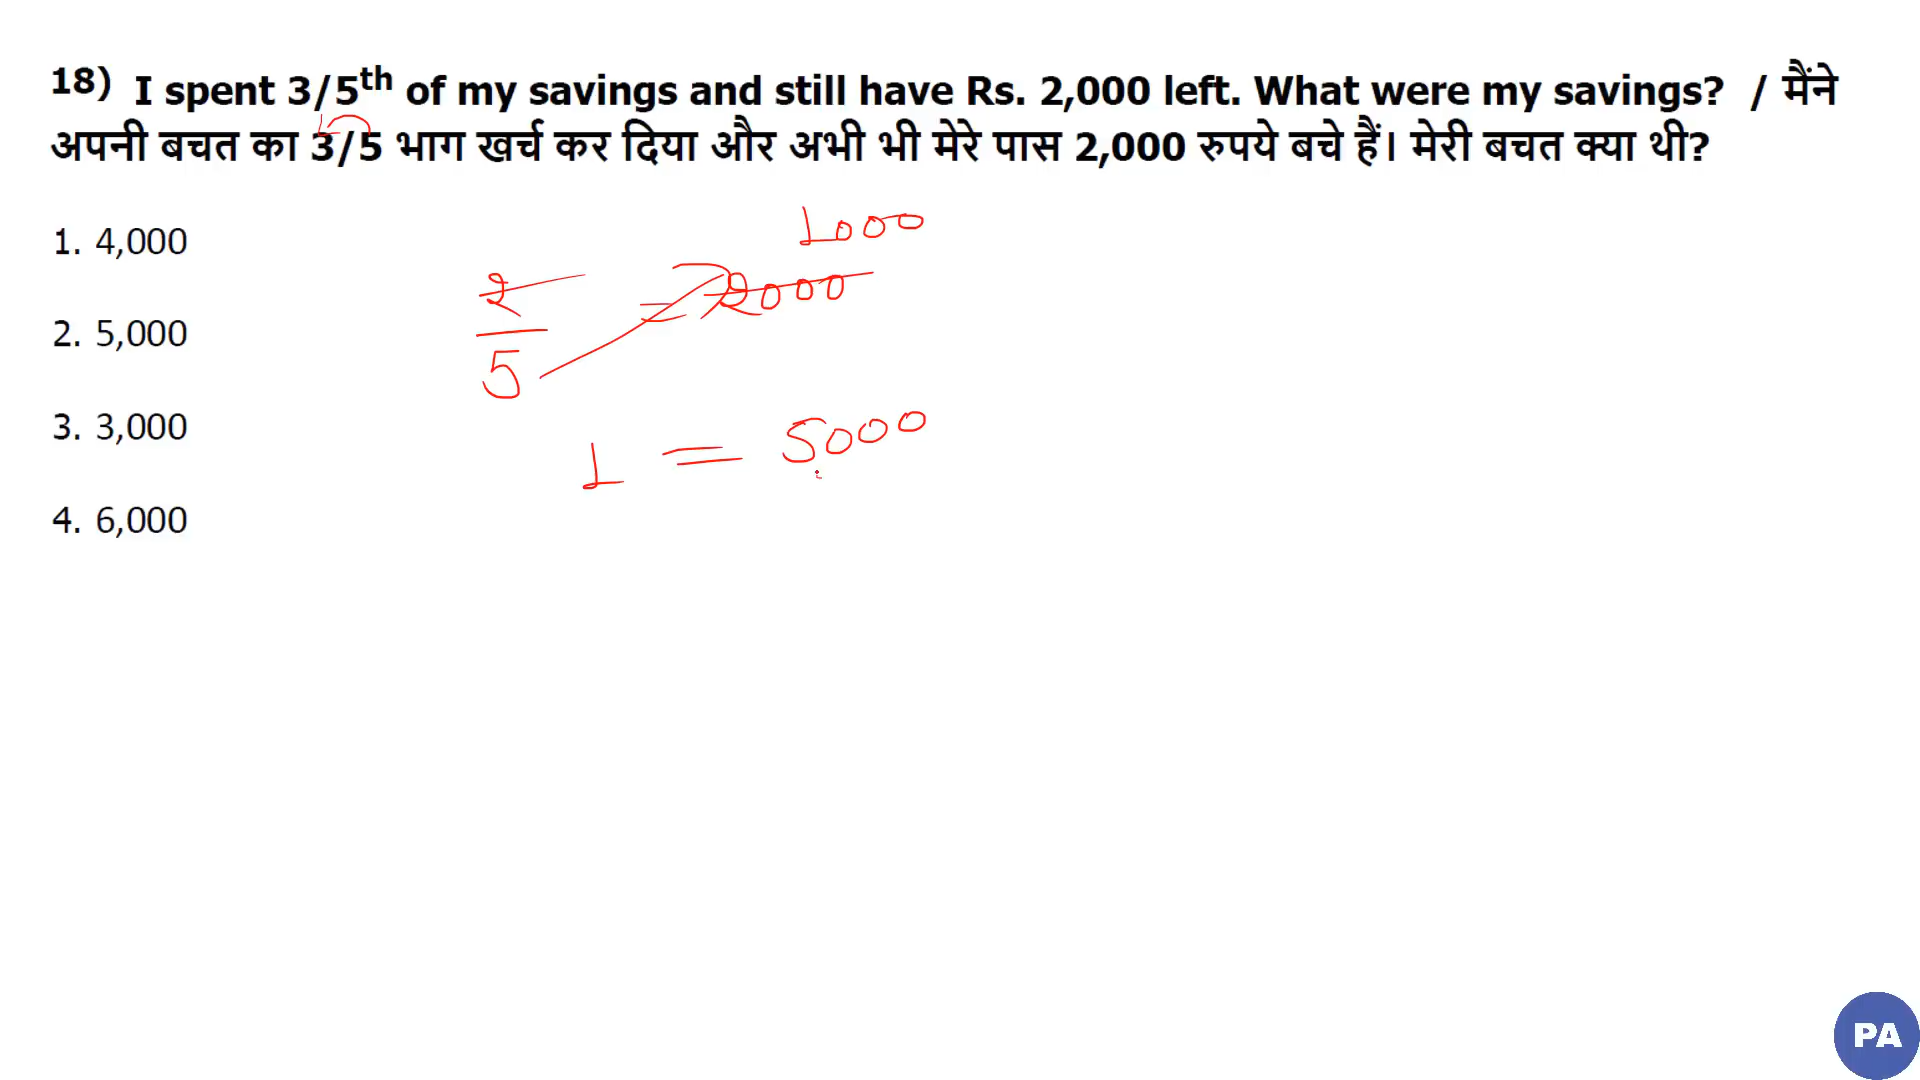 18) I spent 3/5th of my savings and still have Rs. 2,000 left. What were my savings? / मैंने
अपनी बचत का 3/5 भाग खर्च कर दिया और अभी भी मेरे पास 2,000 रुपये बचे हैं। मेरी बचत क्या थी?
1. 4,000
1000
2
= 2000
2. 5,000
5
3. 3,000
1 = 5000
4. 6,000
PA